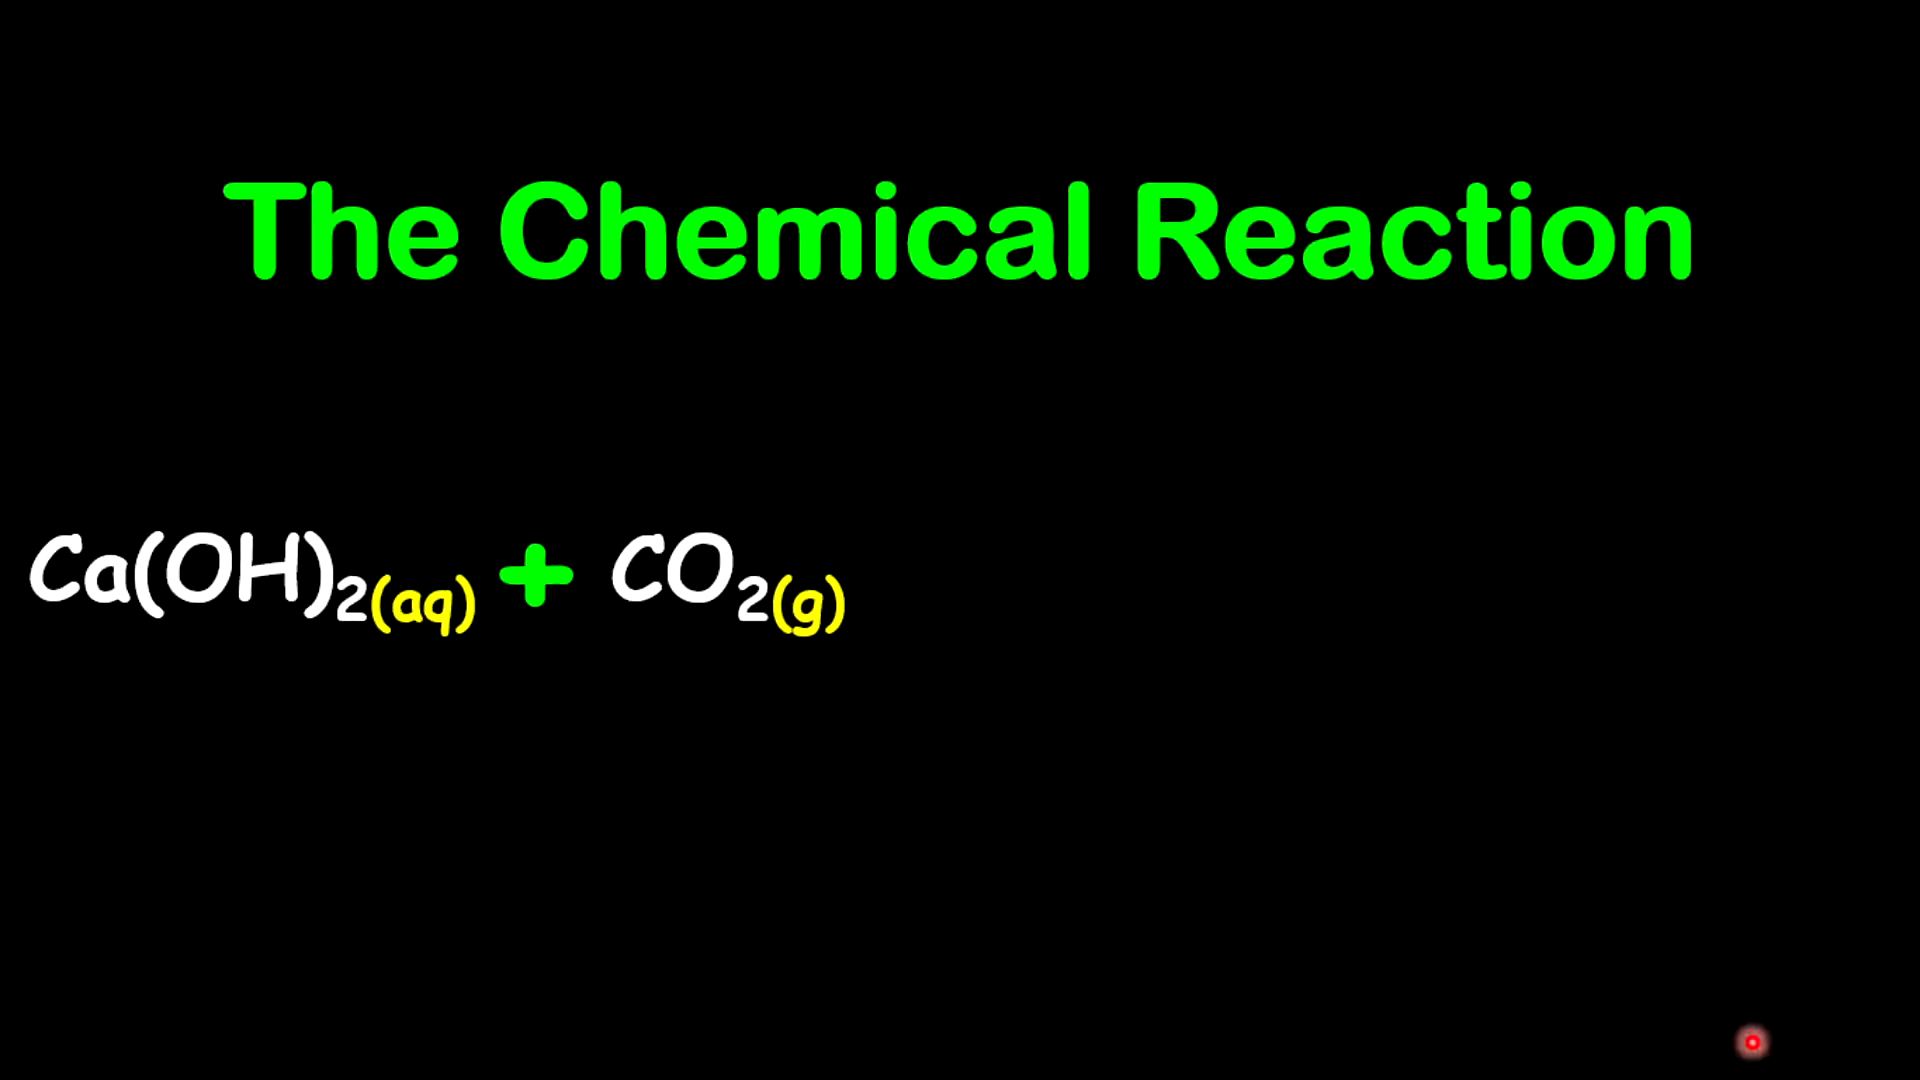 The Chemical Reaction
Ca(OH)₂(aq) + CO₂(g)